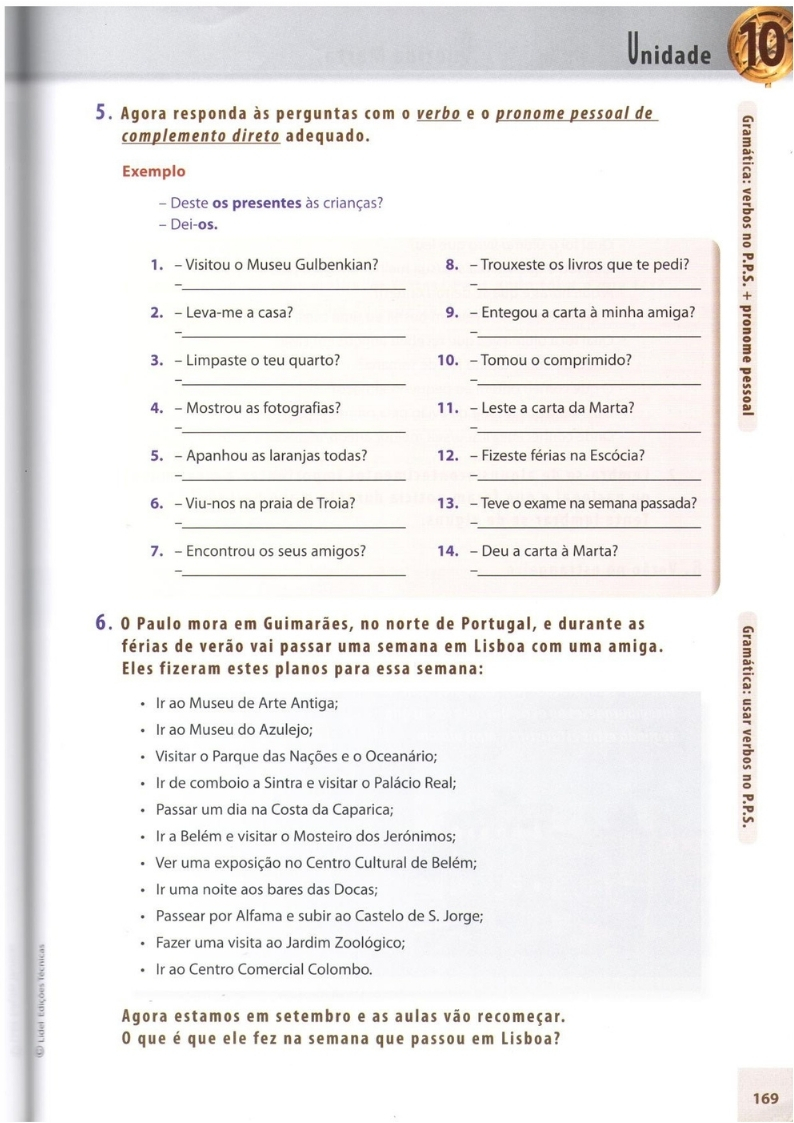 Unidade 10
5. Agora responda às perguntas com o verbo e o pronome pessoal de
complemento direto adequado.
Exemplo
– Deste os presentes às crianças?
– Dei-os.
1. – Visitou o Museu Gulbenkian?
–
2. – Leva-me a casa?
–
3. – Limpaste o teu quarto?
–
4. – Mostrou as fotografias?
–
5. – Apanhou as laranjas todas?
–
6. – Viu-nos na praia de Troia?
–
7. – Encontrou os seus amigos?
–
8. – Trouxeste os livros que te pedi?
–
9. – Entegou a carta à minha amiga?
–
10. – Tomou o comprimido?
–
11. – Leste a carta da Marta?
–
12. – Fizeste férias na Escócia?
–
13. – Teve o exame na semana passada?
–
14. – Deu a carta à Marta?
–
Gramática: verbos no P.P.S. + pronome pessoal
6. O Paulo mora em Guimarães, no norte de Portugal, e durante as
férias de verão vai passar uma semana em Lisboa com uma amiga.
Eles fizeram estes planos para essa semana:
• Ir ao Museu de Arte Antiga;
• Ir ao Museu do Azulejo;
• Visitar o Parque das Nações e o Oceanário;
• Ir de comboio a Sintra e visitar o Palácio Real;
• Passar um dia na Costa da Caparica;
• Ir a Belém e visitar o Mosteiro dos Jerónimos;
• Ver uma exposição no Centro Cultural de Belém;
• Ir uma noite aos bares das Docas;
• Passear por Alfama e subir ao Castelo de S. Jorge;
• Fazer uma visita ao Jardim Zoológico;
• Ir ao Centro Comercial Colombo.
Gramática: usar verbos no P.P.S.
Agora estamos em setembro e as aulas vão recomeçar.
O que é que ele fez na semana que passou em Lisboa?
© Lidel Edições Técnicas
169